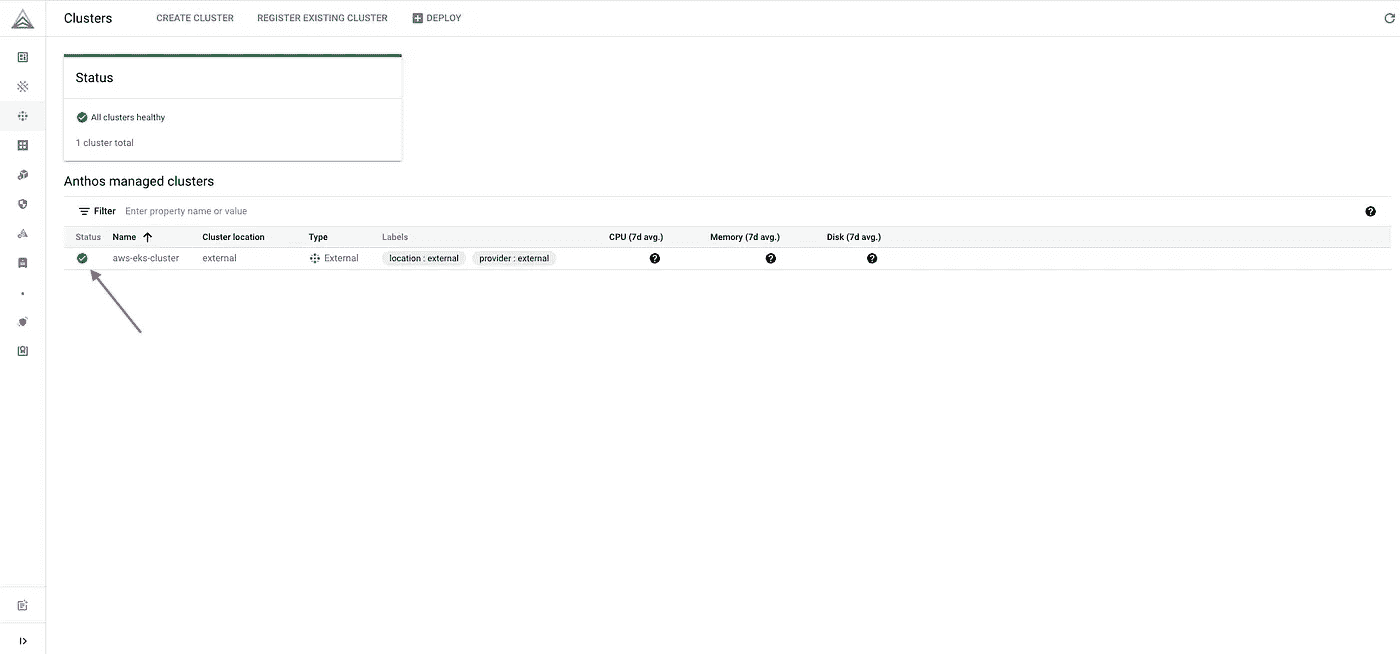 Clusters CREATE CLUSTER REGISTER EXISTING CLUSTER DEPLOY
Status
All clusters healthy
1 cluster total
Anthos managed clusters
Filter Enter property name or value
Status Name Cluster location Type Labels CPU (7d avg.) Memory (7d avg.) Disk (7d avg.)
aws-eks-cluster external External location : external provider : external